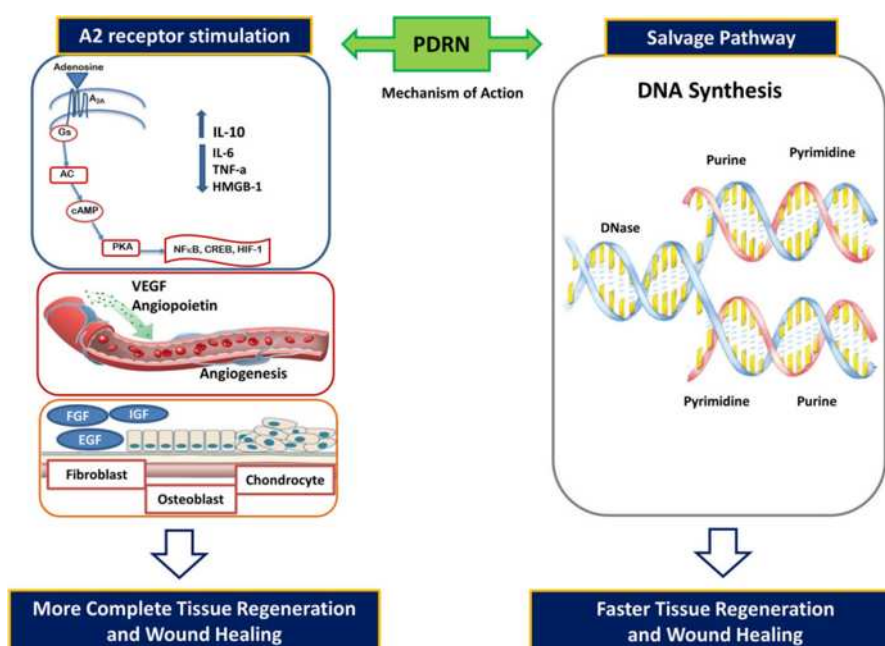 A2 receptor stimulation
PDRN
Salvage Pathway
Mechanism of Action
Adenosine
A2A
Gs
AC
cAMP
PKA
NFκB, CREB, HIF-1
IL-10
IL-6
TNF-a
HMGB-1
VEGF
Angiopoietin
Angiogenesis
FGF
IGF
EGF
Fibroblast
Osteoblast
Chondrocyte
More Complete Tissue Regeneration
and Wound Healing
DNA Synthesis
Purine
Pyrimidine
DNase
Pyrimidine
Purine
Faster Tissue Regeneration
and Wound Healing